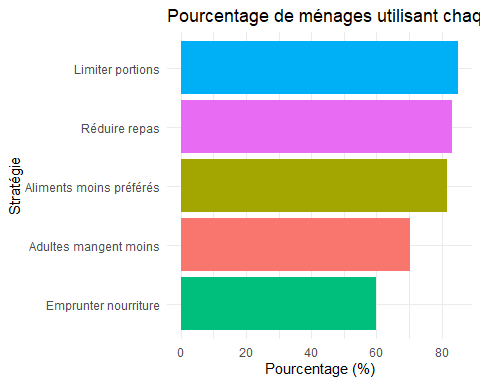 Pourcentage de ménages utilisant chaq
Limiter portions
Réduire repas
Aliments moins préférés
Adultes mangent moins
Emprunter nourriture
Stratégie
0 20 40 60 80
Pourcentage (%)